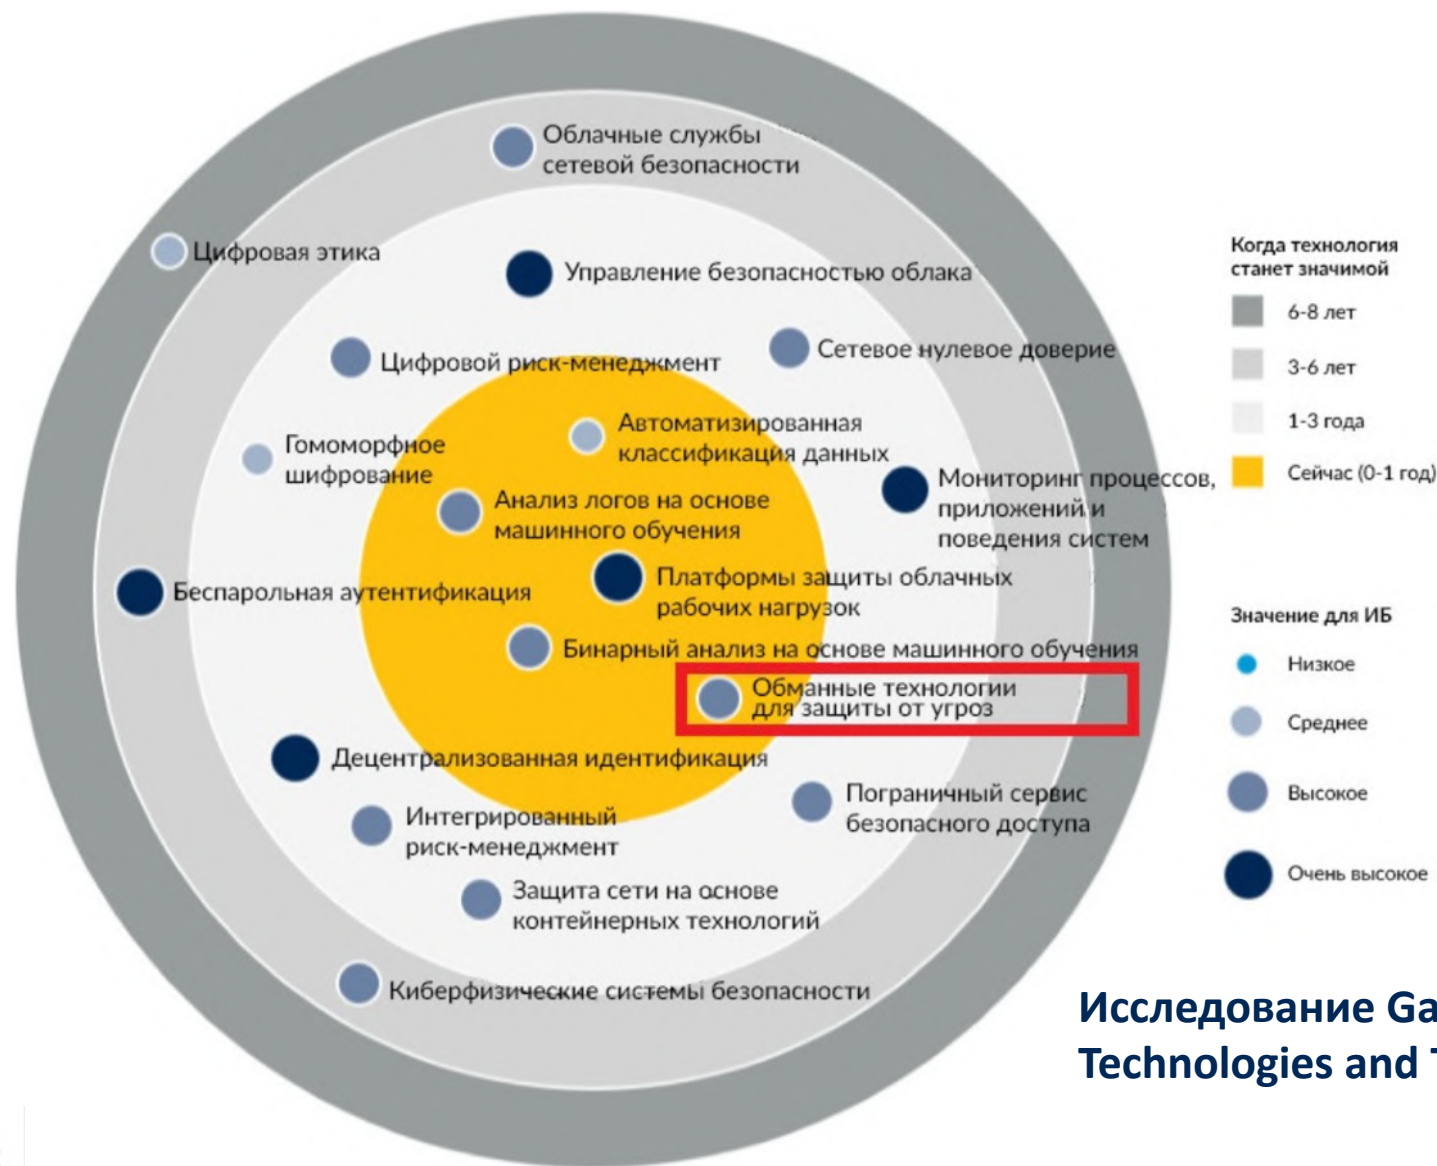 Облачные службы
сетевой безопасности
Цифровая этика
Управление безопасностью облака
Цифровой риск-менеджмент
Сетевое нулевое доверие
Автоматизированная
классификация данных
Гомоморфное
шифрование
Мониторинг процессов,
приложений и
поведения систем
Анализ логов на основе
машинного обучения
Беспарольная аутентификация
Платформы защиты облачных
рабочих нагрузок
Бинарный анализ на основе машинного обучения
Обманные технологии
для защиты от угроз
Децентрализованная идентификация
Пограничный сервис
безопасного доступа
Интегрированный
риск-менеджмент
Защита сети на основе
контейнерных технологий
Киберфизические системы безопасности
Когда технология
станет значимой
6-8 лет
3-6 лет
1-3 года
Сейчас (0-1 год)
Значение для ИБ
Низкое
Среднее
Высокое
Очень высокое
Исследование
Technologies and